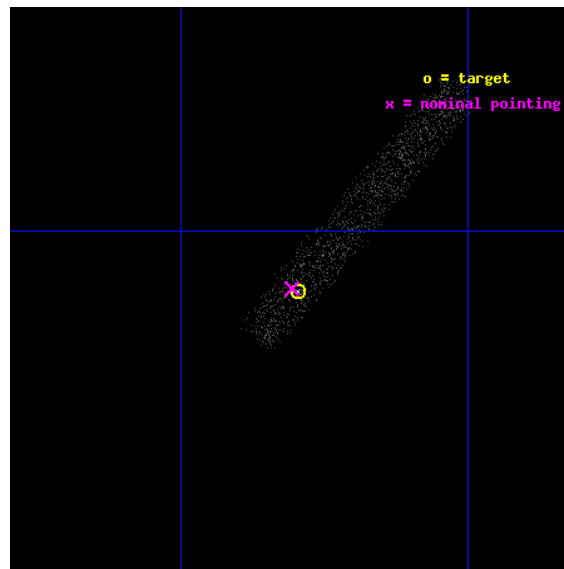 o = target
x = nominal pointing